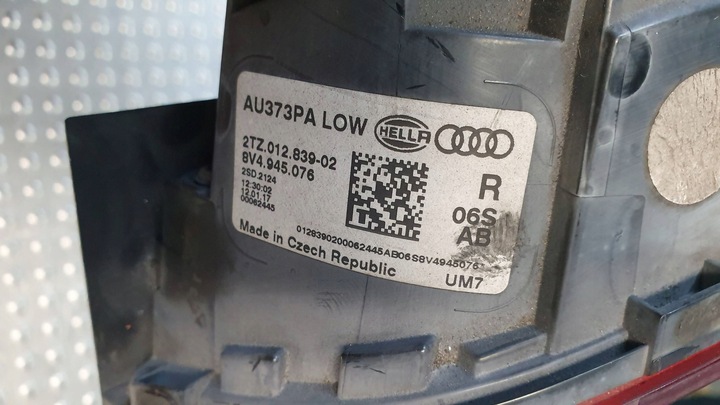 AU373PA LOW HELLA
2TZ.012.839-02
8V4.945.076
2SD.2124
12:30:02
12.01.17
00062445
R
06S
AB
0128390200062445AB06S8V4945076
Made in Czech Republic
UM7